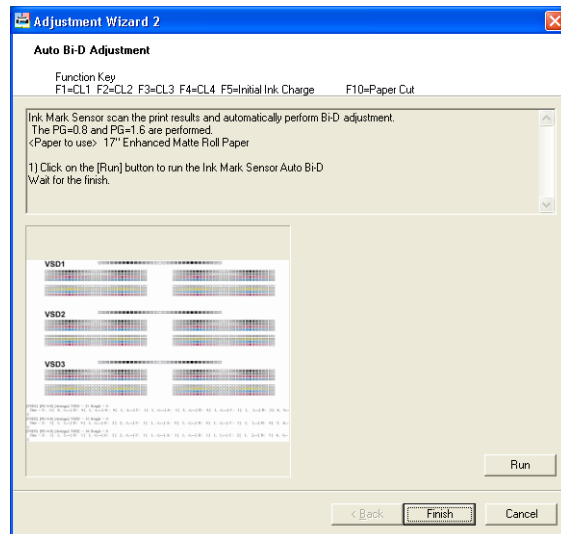 Adjustment Wizard 2
Auto Bi-D Adjustment
Function Key
F1=CL1 F2=CL2 F3=CL3 F4=CL4 F5=Initial Ink Charge F10=Paper Cut
Ink Mark Sensor scan the print results and automatically perform Bi-D adjustment.
The PG=0.8 and PG=1.6 are performed.
<Paper to use> 17" Enhanced Matte Roll Paper
1) Click on the [Run] button to run the Ink Mark Sensor Auto Bi-D
Wait for the finish.
VSD1
VSD2
VSD3
Run
< Back
Finish
Cancel